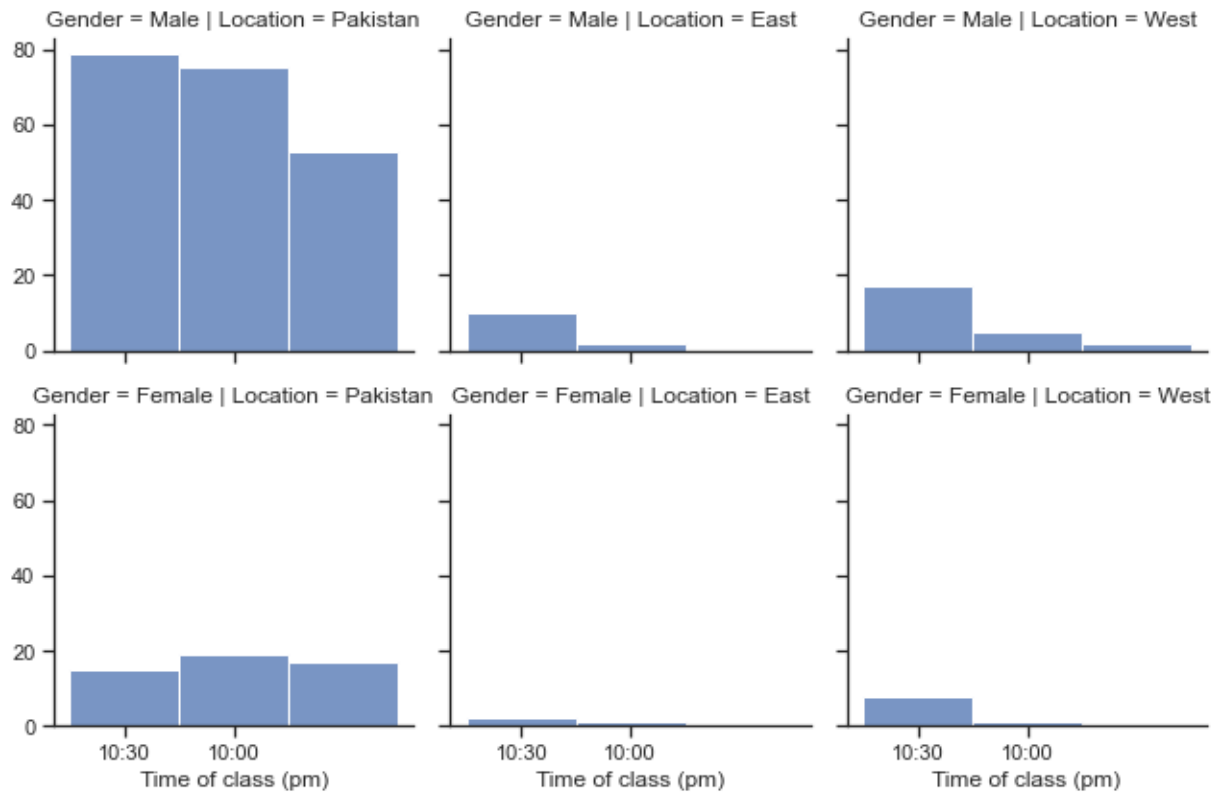 Gender = Male | Location = Pakistan
Gender = Male | Location = East
Gender = Male | Location = West
80
60
40
20
0
Gender = Female | Location = Pakistan
Gender = Female | Location = East
Gender = Female | Location = West
80
60
40
20
0
10:30 10:00
10:30 10:00
10:30 10:00
Time of class (pm)
Time of class (pm)
Time of class (pm)